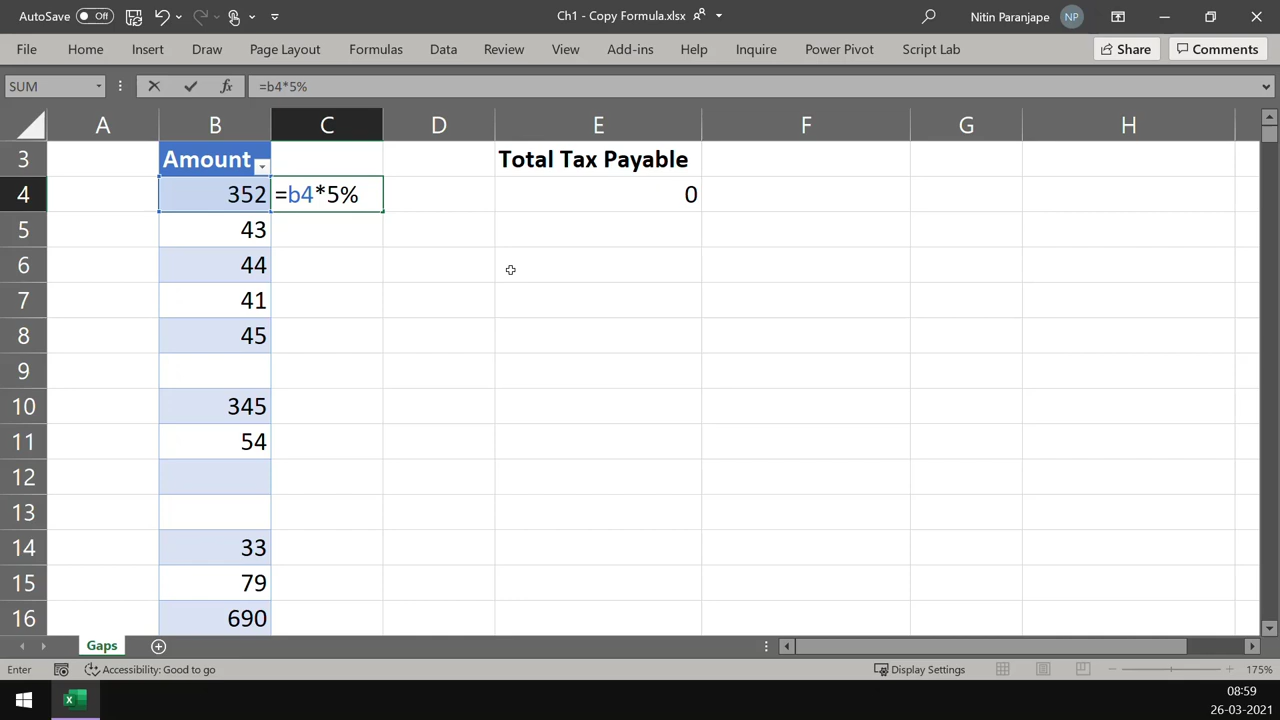 AutoSave Off
Ch1 - Copy Formula.xlsx
Nitin Paranjape NP
File Home Insert Draw Page Layout Formulas Data Review View Add-ins Help Inquire Power Pivot Script Lab Share Comments
SUM =b4*5%
A B C D E F G H
3 Amount Total Tax Payable
4 352 =b4*5% 0
5 43
6 44
7 41
8 45
9
10 345
11 54
12
13
14 33
15 79
16 690
Gaps
Enter Accessibility: Good to go Display Settings 175%
08:59
26-03-2021